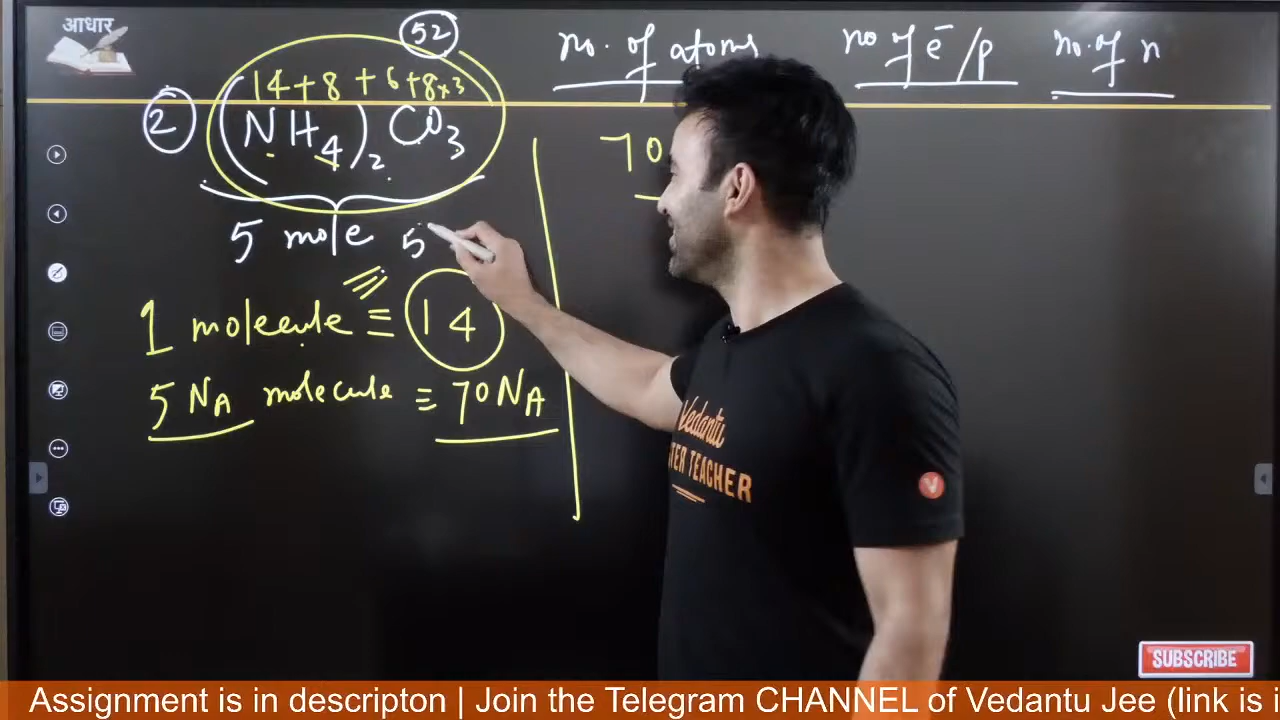 आधार
52
no. of atoms
no of e⁻/p
no. of n
14+8+6+8×3
2 (NH4)2CO3
70
5 mole 5
1 molecule ≡ 14
5 NA molecule ≡ 70 NA
Vedantu
TER TEACHER
V
SUBSCRIBE
Assignment is in descripton | Join the Telegram CHANNEL of Vedantu Jee (link is i